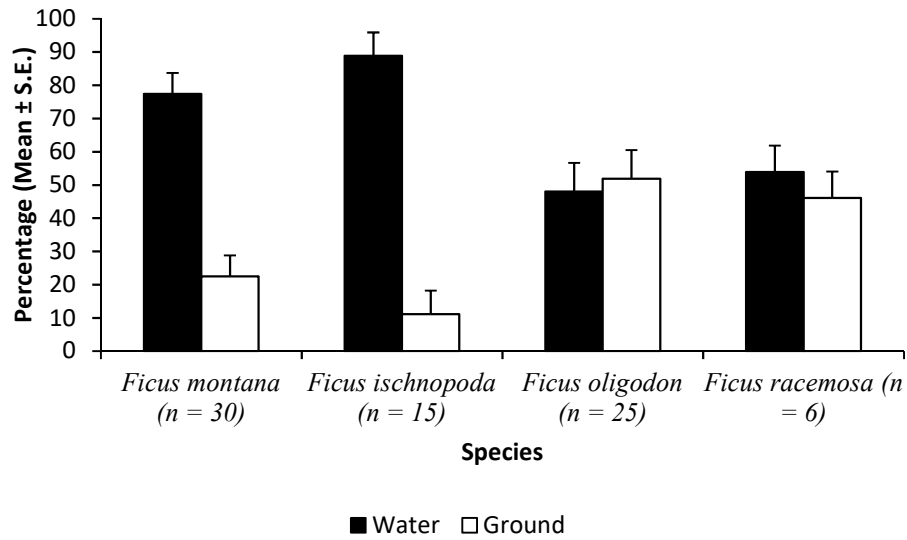 Percentage (Mean ± S.E.)
100
90
80
70
60
50
40
30
20
10
0
Ficus montana
(n = 30)
Ficus ischnopoda
(n = 15)
Ficus oligodon
(n = 25)
Ficus racemosa (n
= 6)
Species
Water
Ground